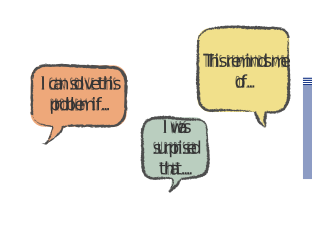 I can solve this
problem if...
This reminds me
of...
I was
surprised
that....